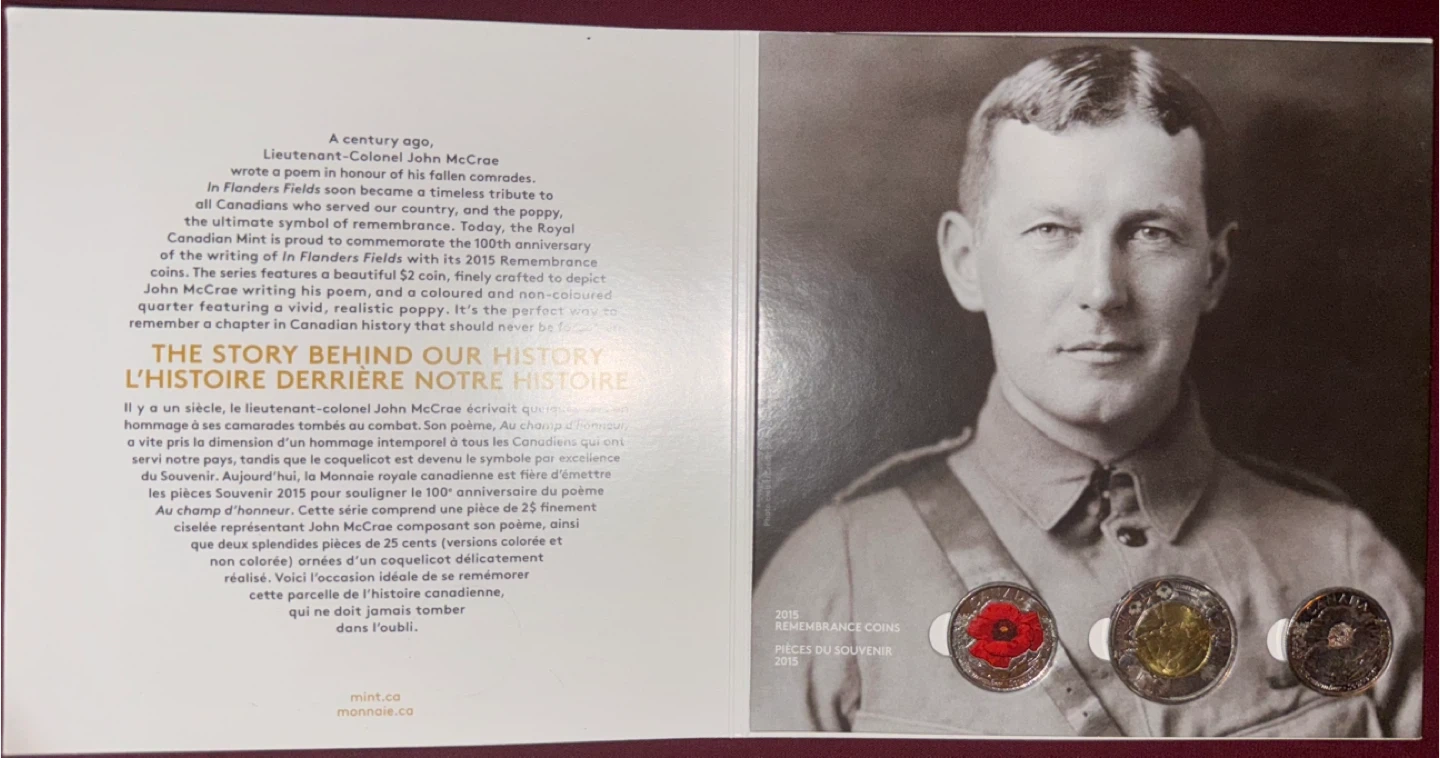 A century ago,
Lieutenant-Colonel John McCrae
wrote a poem in honour of his fallen comrades.
In Flanders Fields soon became a timeless tribute to
all Canadians who served our country, and the poppy,
the ultimate symbol of remembrance. Today, the Royal
Canadian Mint is proud to commemorate the 100th anniversary
of the writing of In Flanders Fields with its 2015 Remembrance
coins. The series features a beautiful $2 coin, finely crafted to depict
John McCrae writing his poem, and a coloured and non-coloured
quarter featuring a vivid, realistic poppy. It's the perfect way to
remember a chapter in Canadian history that should never be
THE STORY BEHIND OUR HISTORY
L'HISTOIRE DERRIÈRE NOTRE HISTOIRE
Il y a un siècle, le lieutenant-colonel John McCrae écrivait
hommage à ses camarades tombés au combat. Son poème, Au champ d'honneur,
a vite pris la dimension d'un hommage intemporel à tous les Canadiens qui ont
servi notre pays, tandis que le coquelicot est devenu le symbole par excellence
du Souvenir. Aujourd'hui, la Monnaie royale canadienne est fière d'émettre
les pièces Souvenir 2015 pour souligner le 100e anniversaire du poème
Au champ d'honneur. Cette série comprend une pièce de 2$ finement
ciselée représentant John McCrae composant son poème, ainsi
que deux splendides pièces de 25 cents (versions colorée et
non colorée) ornées d'un coquelicot délicatement
réalisé. Voici l'occasion idéale de se remémorer
cette parcelle de l'histoire canadienne,
qui ne doit jamais tomber
dans l'oubli.
mint.ca
monnaie.ca
2015
REMEMBRANCE COINS
PIÈCES DU SOUVENIR
2015
CANADA
CANADA